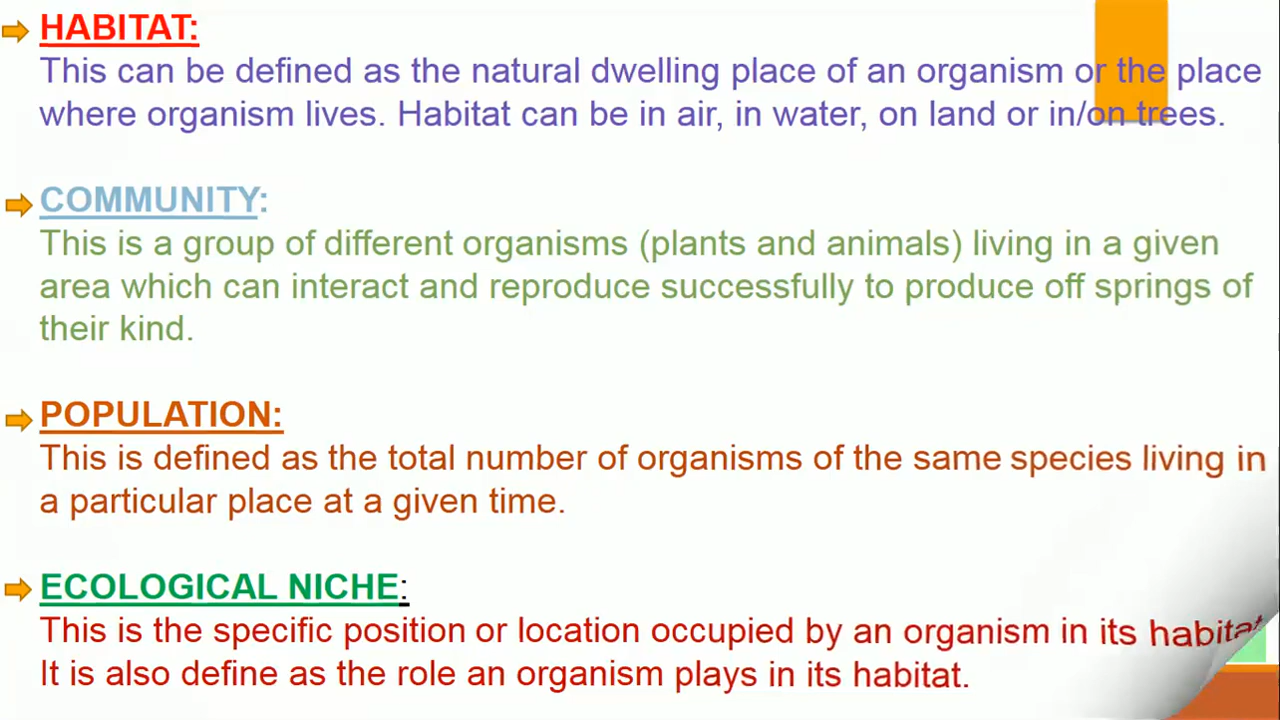 HABITAT:
This can be defined as the natural dwelling place of an organism or the place
where organism lives. Habitat can be in air, in water, on land or in/on trees.
COMMUNITY:
This is a group of different organisms (plants and animals) living in a given
area which can interact and reproduce successfully to produce off springs of
their kind.
POPULATION:
This is defined as the total number of organisms of the same species living in
a particular place at a given time.
ECOLOGICAL NICHE:
This is the specific position or location occupied by an organism in its habitat.
It is also define as the role an organism plays in its habitat.